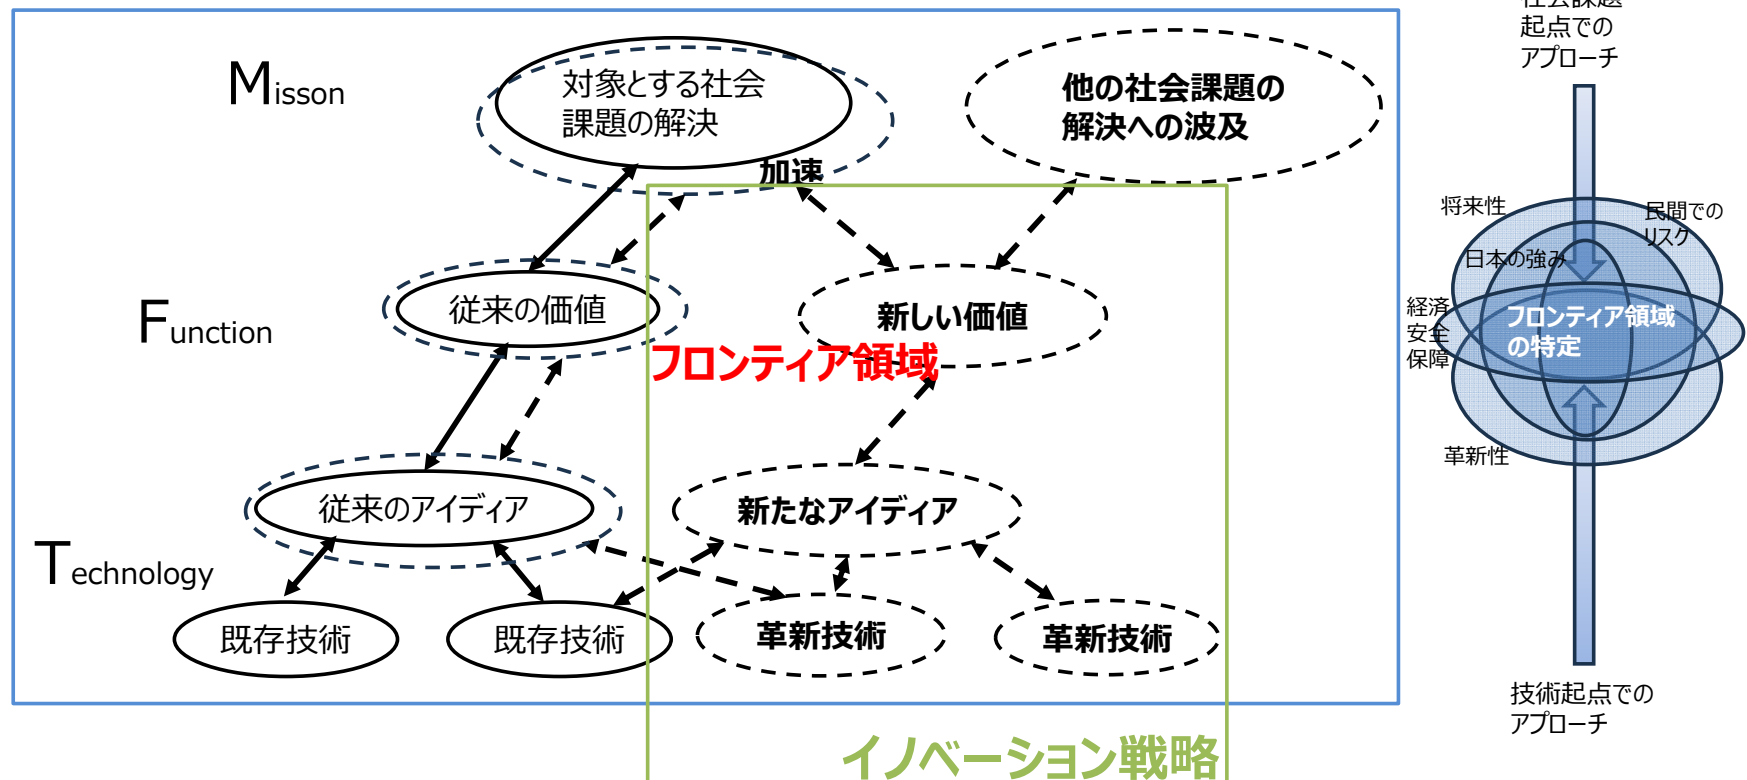 Misson
対象とする社会
課題の解決
他の社会課題の
解決への波及
加速
Function
従来の価値
新しい価値
フロンティア領域
従来のアイディア
新たなアイディア
Technology
既存技術
既存技術
革新技術
革新技術
イノベーション戦略
社会課題
起点での
アプローチ
将来性
民間での
リスク
日本の強み
経済
安全
保障
フロンティア領域
の特定
革新性
技術起点での
アプローチ